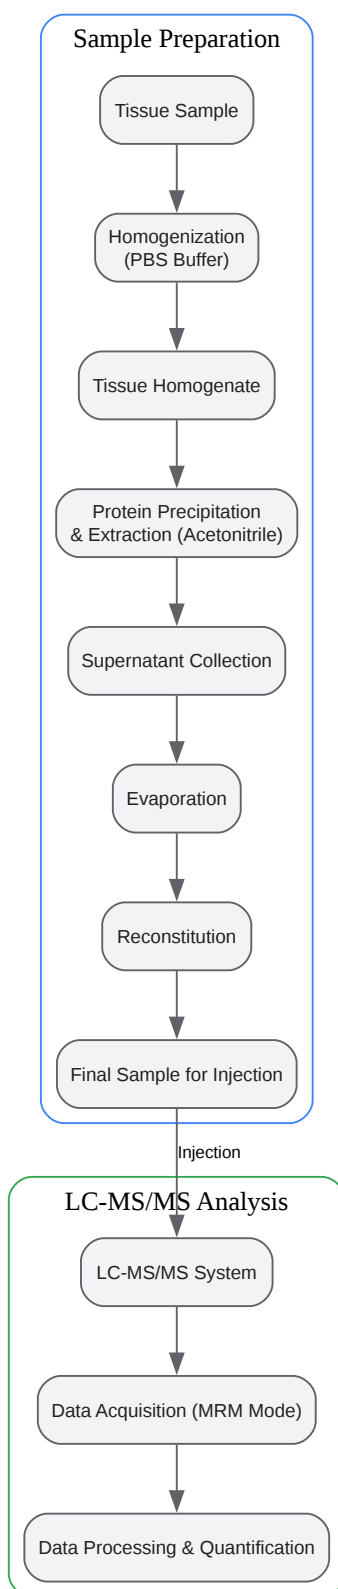 Sample Preparation
Tissue Sample
Homogenization
(PBS Buffer)
Tissue Homogenate
Protein Precipitation
& Extraction (Acetonitrile)
Supernatant Collection
Evaporation
Reconstitution
Final Sample for Injection
Injection
LC-MS/MS Analysis
LC-MS/MS System
Data Acquisition (MRM Mode)
Data Processing & Quantification